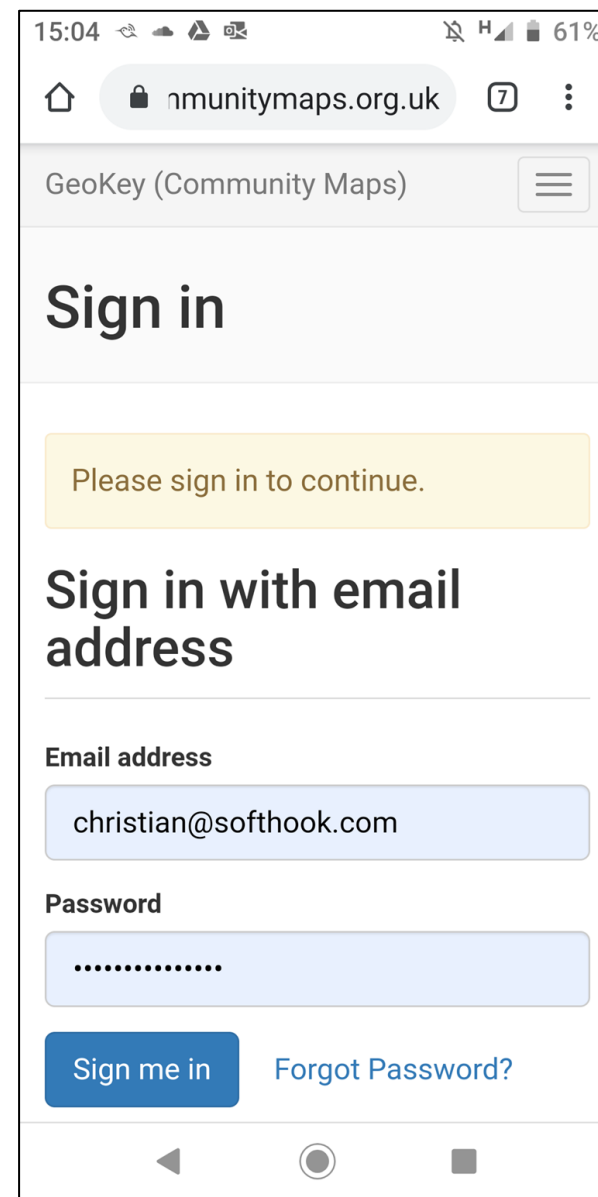 15:04 H 61%
nmunitymaps.org.uk 7
GeoKey (Community Maps)
Sign in
Please sign in to continue.
Sign in with email
address
Email address
christian@softhook.com
Password
•••••••••••••••
Sign me in Forgot Password?